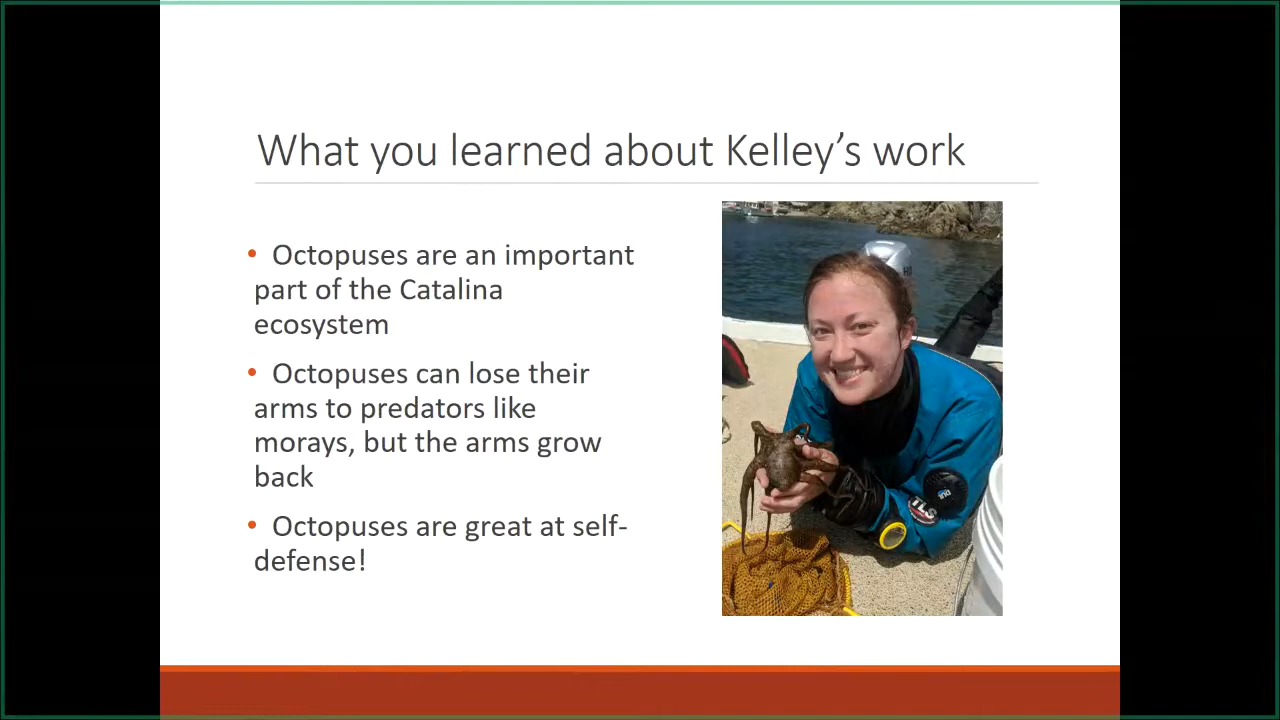 What you learned about Kelley's work
• Octopuses are an important
part of the Catalina
ecosystem
• Octopuses can lose their
arms to predators like
morays, but the arms grow
back
• Octopuses are great at self-
defense!
TLS